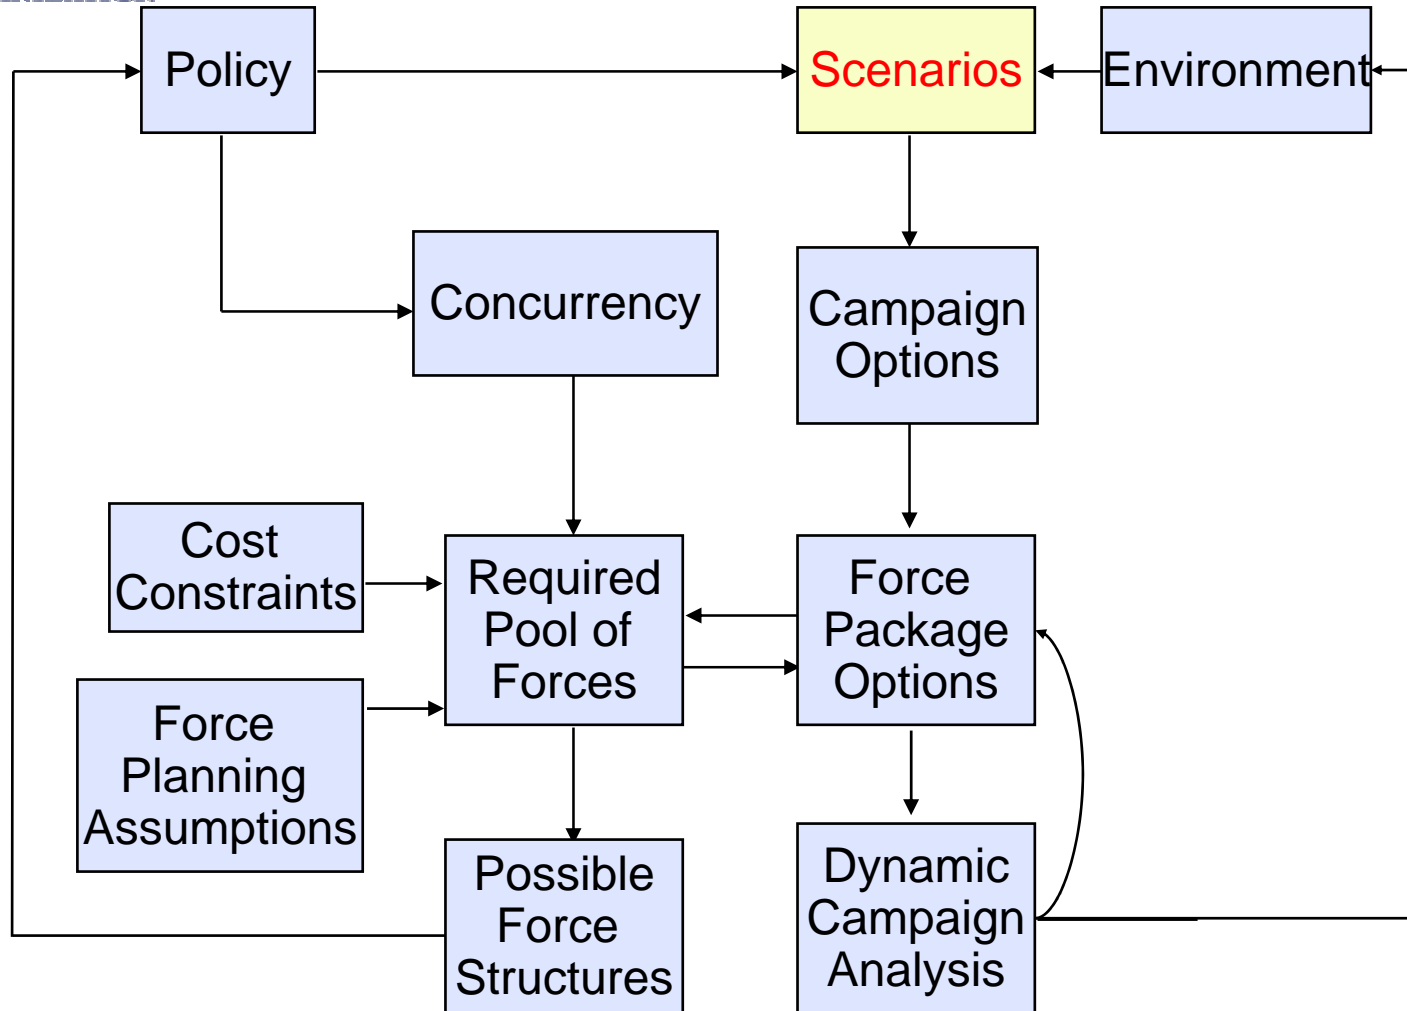 Policy
Scenarios
Environment
Concurrency
Campaign
Options
Cost
Constraints
Required
Pool of
Forces
Force
Package
Options
Force
Planning
Assumptions
Possible
Force
Structures
Dynamic
Campaign
Analysis